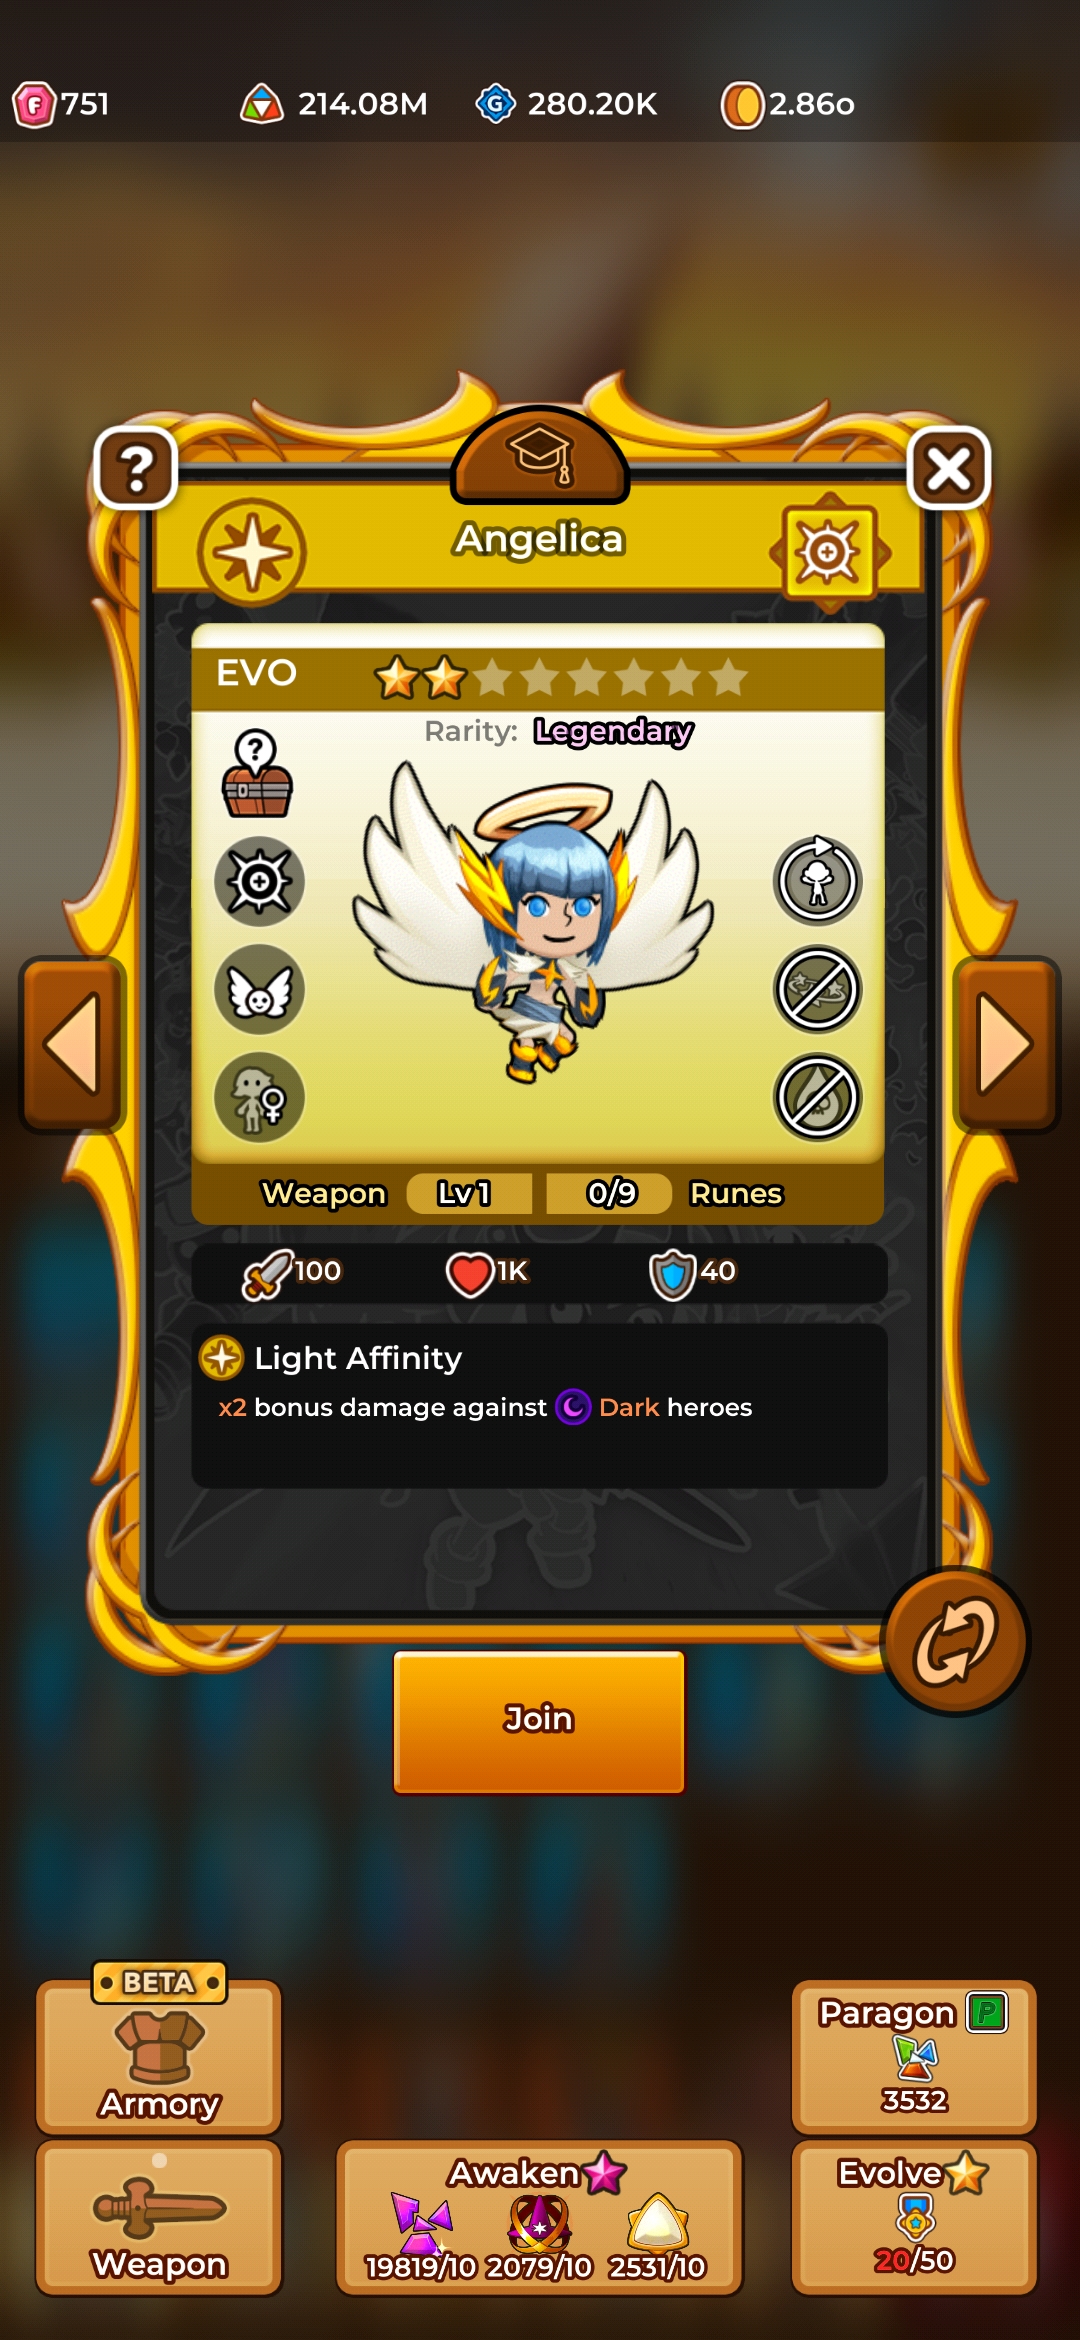 F 751 214.08M G 280.20K 2.86o
?
Angelica
EVO
Rarity: Legendary
?
Weapon Lv 1 0/9 Runes
100 1K 40
Light Affinity
x2 bonus damage against Dark heroes
Join
BETA
Armory
Paragon P
3532
Weapon
Awaken
19819/10 2079/10 2531/10
Evolve
20/50